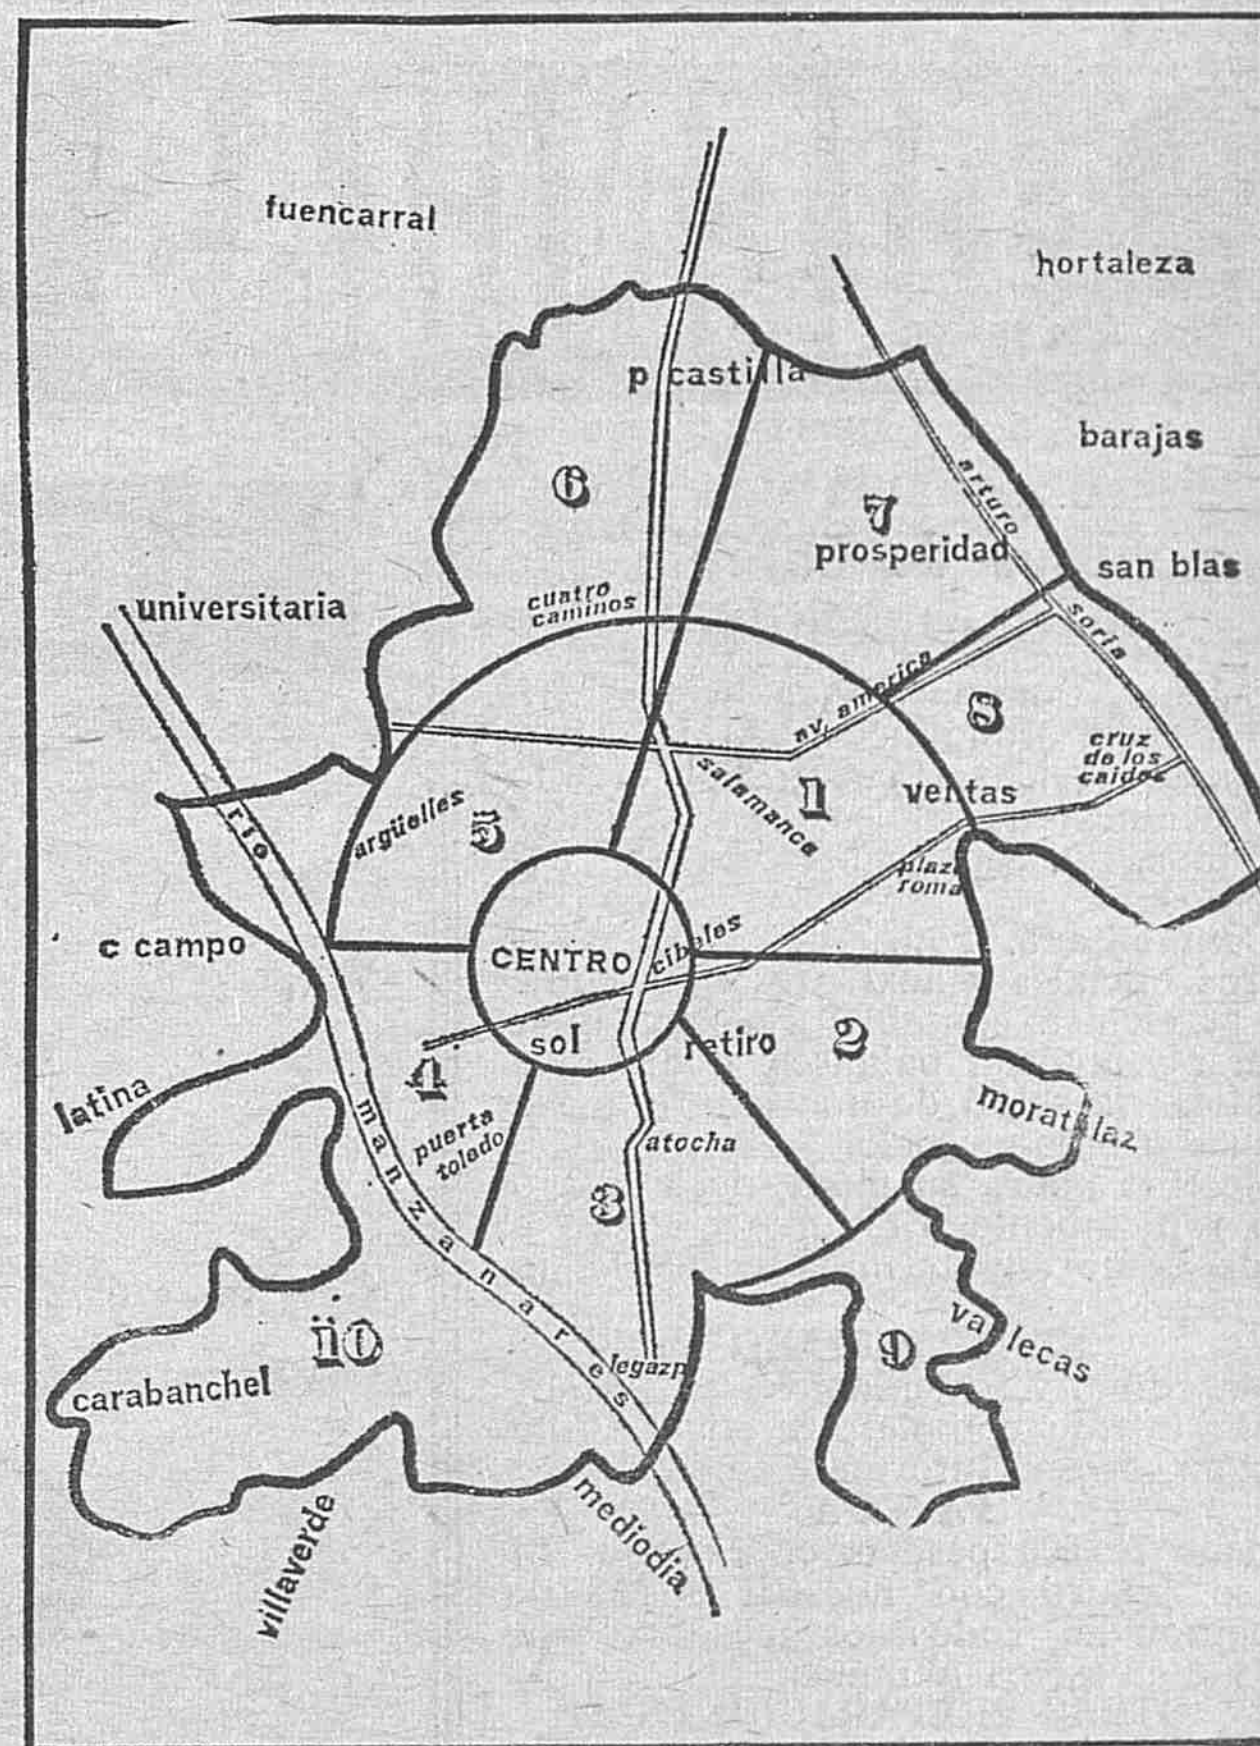 fuencarral
hortaleza
p castilla
barajas
6
7
arturo
prosperidad
san blas
cuatro
caminos
universitaria
soria
av. america
8
cruz
de los
caidos
salamanca
1
ventas
argüelles
5
rio
plaza
roma
c campo
CENTRO
cibeles
sol
retiro
2
4
latina
moratalaz
puerta
toledo
manzanares
atocha
3
vallecas
10
9
legazpi
carabanchel
villaverde
mediodia